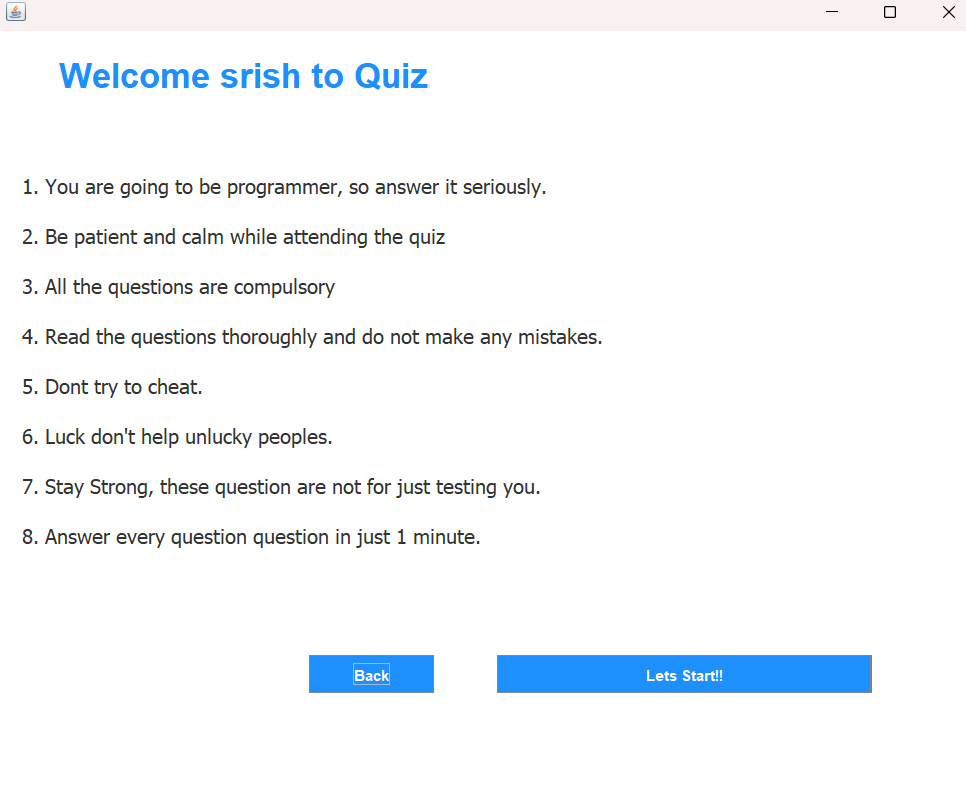 Welcome srish to Quiz
1. You are going to be programmer, so answer it seriously.
2. Be patient and calm while attending the quiz
3. All the questions are compulsory
4. Read the questions thoroughly and do not make any mistakes.
5. Dont try to cheat.
6. Luck don't help unlucky peoples.
7. Stay Strong, these question are not for just testing you.
8. Answer every question question in just 1 minute.
Back
Lets Start!!